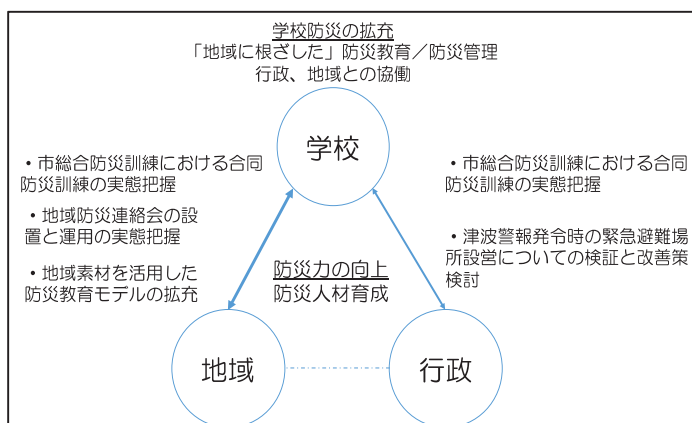 学校防災の拡充
「地域に根ざした」防災教育／防災管理
行政、地域との協働
学校
・市総合防災訓練における合同
防災訓練の実態把握
・地域防災連絡会の設
置と運用の実態把握
・地域素材を活用した
防災教育モデルの拡充
・市総合防災訓練における合同
防災訓練の実態把握
・津波警報発令時の緊急避難場
所設営についての検証と改善策
検討
防災力の向上
防災人材育成
地域
行政